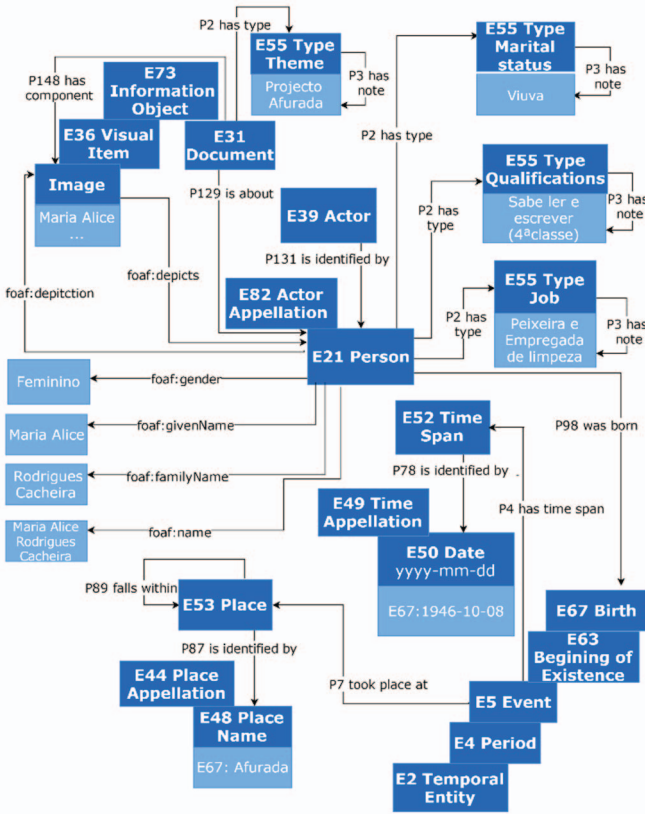 P2 has type
E55 Type
Theme
Projecto
Afurada
P3 has
note
E55 Type
Marital
status
Viuva
P3 has
note
P148 has
component
E73
Information
Object
E36 Visual
Item
E31
Document
Image
Maria Alice
...
P129 is about
P2 has type
E55 Type
Qualifications
Sabe ler e
escrever
(4ªclasse)
P3 has
note
P2 has
type
E39 Actor
P131 is identified by
foaf:depicts
foaf:depitction
E82 Actor
Appellation
E21 Person
P2 has
type
E55 Type
Job
Peixeira e
Empregada
de limpeza
P3 has
note
Feminino
foaf:gender
Maria Alice
foaf:givenName
Rodrigues
Cacheira
foaf:familyName
Maria Alice
Rodrigues
Cacheira
foaf:name
E52 Time
Span
P98 was born
P78 is identified by
P4 has time span
E49 Time
Appellation
E50 Date
yyyy-mm-dd
E67:1946-10-08
P89 falls within
E53 Place
P87 is identified by
E44 Place
Appellation
E48 Place
Name
E67: Afurada
P7 took place at
E67 Birth
E63
Begining of
Existence
E5 Event
E4 Period
E2 Temporal
Entity